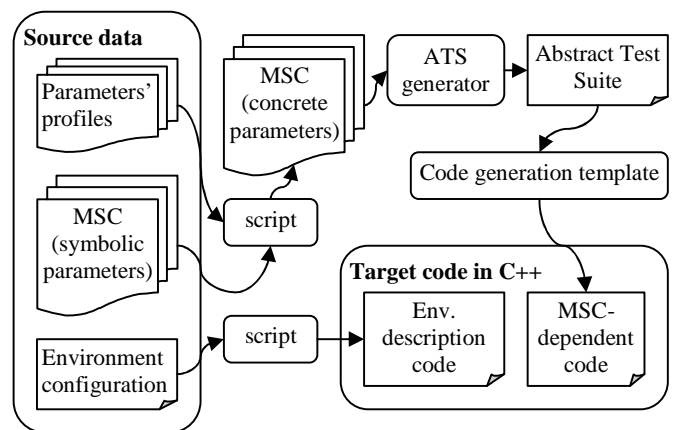 Source data
Parameters'
profiles
MSC
(symbolic
parameters)
Environment
configuration
MSC
(concrete
parameters)
script
script
ATS
generator
Abstract Test
Suite
Code generation template
Target code in C++
Env.
description
code
MSC-
dependent
code